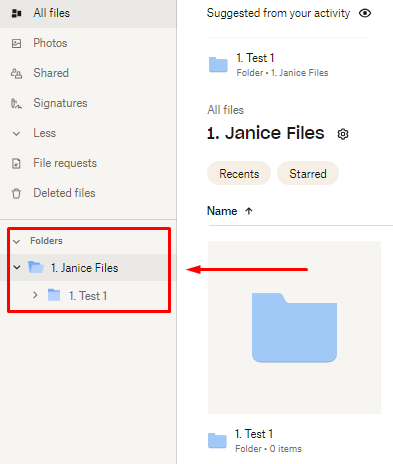 All files
Photos
Shared
Signatures
Less
File requests
Deleted files
Folders
1. Janice Files
1. Test 1
Suggested from your activity
1. Test 1
Folder • 1. Janice Files
All files
1. Janice Files
Recents
Starred
Name
1. Test 1
Folder • 0 items